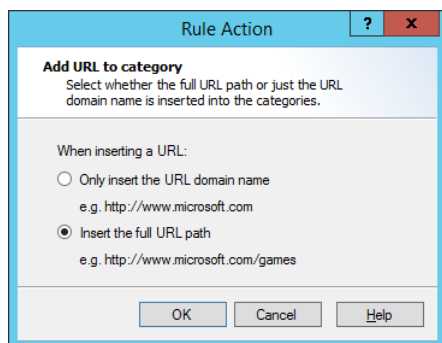 Rule Action
? x
Add URL to category
Select whether the full URL path or just the URL
domain name is inserted into the categories.
When inserting a URL:
Only insert the URL domain name
e.g. http://www.microsoft.com
Insert the full URL path
e.g. http://www.microsoft.com/games
OK Cancel Help